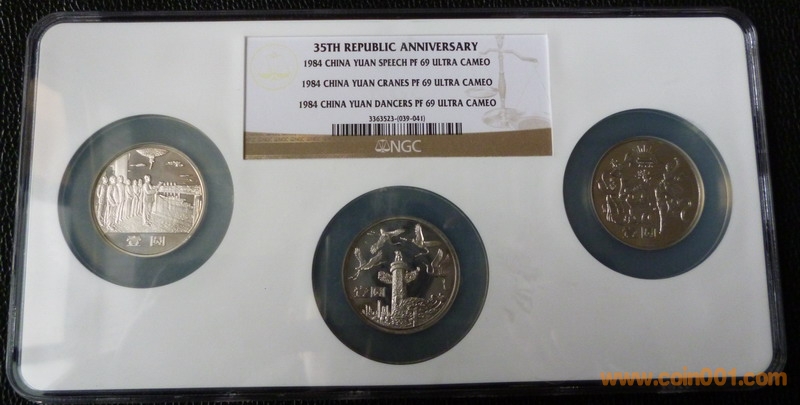 35TH REPUBLIC ANNIVERSARY
1984 CHINA YUAN SPEECH PF 69 ULTRA CAMEO
1984 CHINA YUAN CRANES PF 69 ULTRA CAMEO
1984 CHINA YUAN DANCERS PF 69 ULTRA CAMEO
3363523-(039-041)
NGC
壹圆
壹圆
壹圆
www.coin001.com